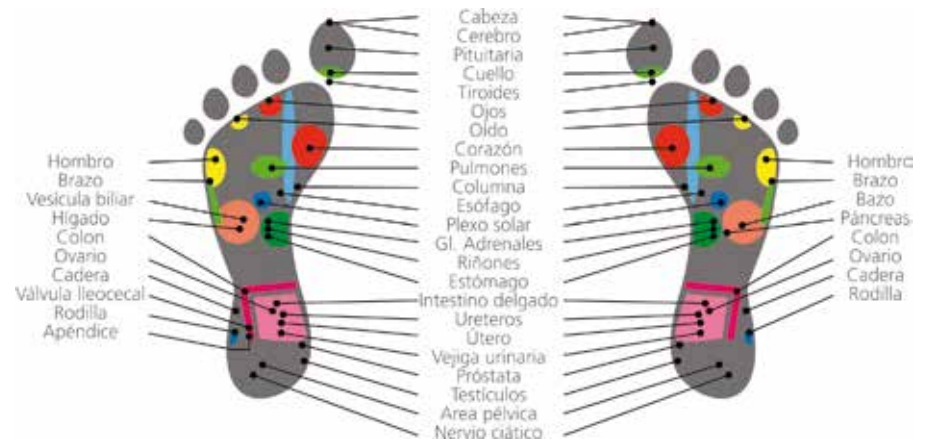 Cabeza
Cerebro
Pituitaria
Cuello
Tiroides
Ojos
Oído
Corazón
Pulmones
Columina
Esófago
Plexo solar
Gl. Adrenales
Riñones
Estómago
Intestino delgado
Ureteros
Útero
Vejiga urinaria
Próstata
Testículos
Area pélvica
Nervio ciático
Hombro
Brazo
Vesícula biliar
Hígado
Colon
Ovario
Cadera
Válvula Ileocecal
Rodilla
Apéndice
Hombro
Brazo
Bazo
Páncreas
Colon
Ovario
Cadera
Rodilla